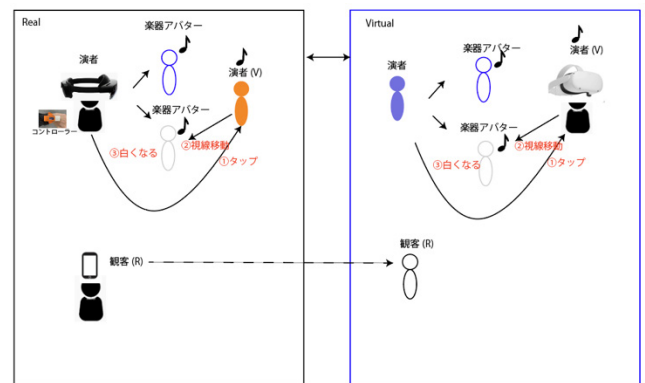 Real
楽器アバター
演者
演者 (V)
楽器アバター
コントローラー
②視線移動
③白くなる
①タップ
観客 (R)
Virtual
演者 (V)
楽器アバター
演者
楽器アバター
②視線移動
③白くなる
①タップ
観客 (R)